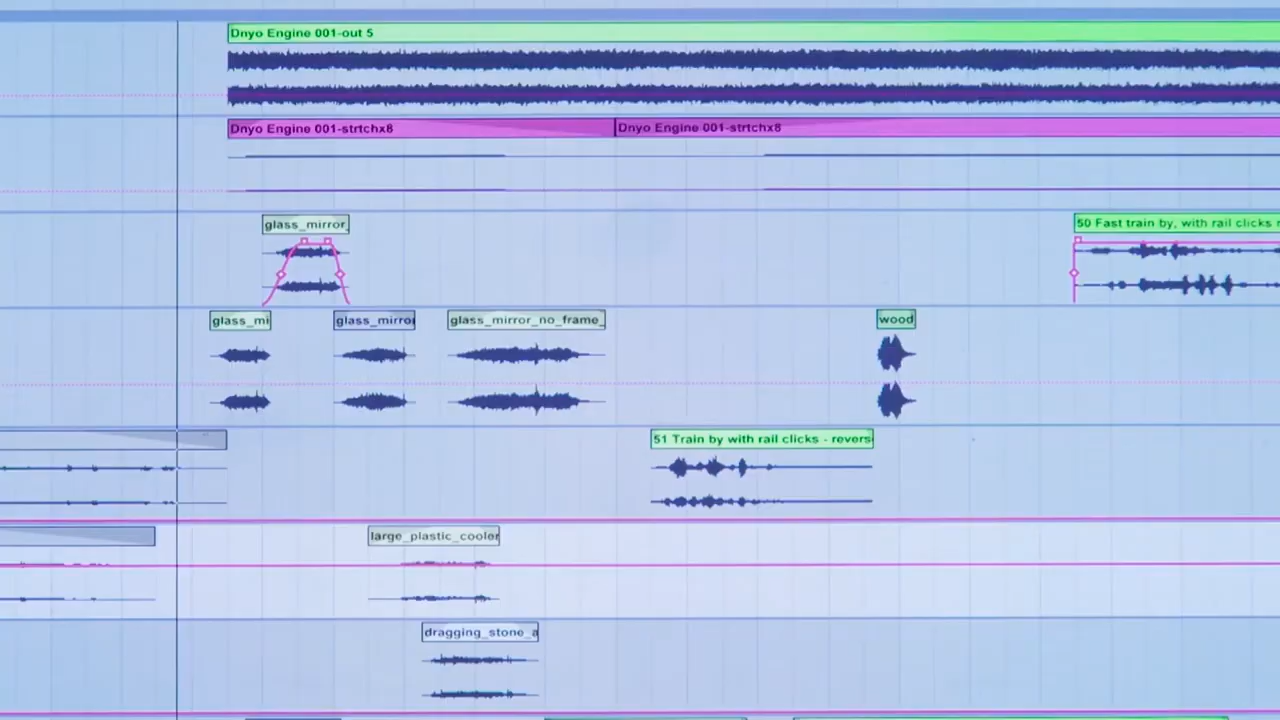 Dnyo Engine 001-out 5
Dnyo Engine 001-strtchx8
Dnyo Engine 001-strtchx8
glass_mirror_
50 Fast train by, with rail clicks
glass_mi
glass_mirro
glass_mirror_no_frame_
wood
51 Train by with rail clicks - revers
large_plastic_cooler
dragging_stone_a